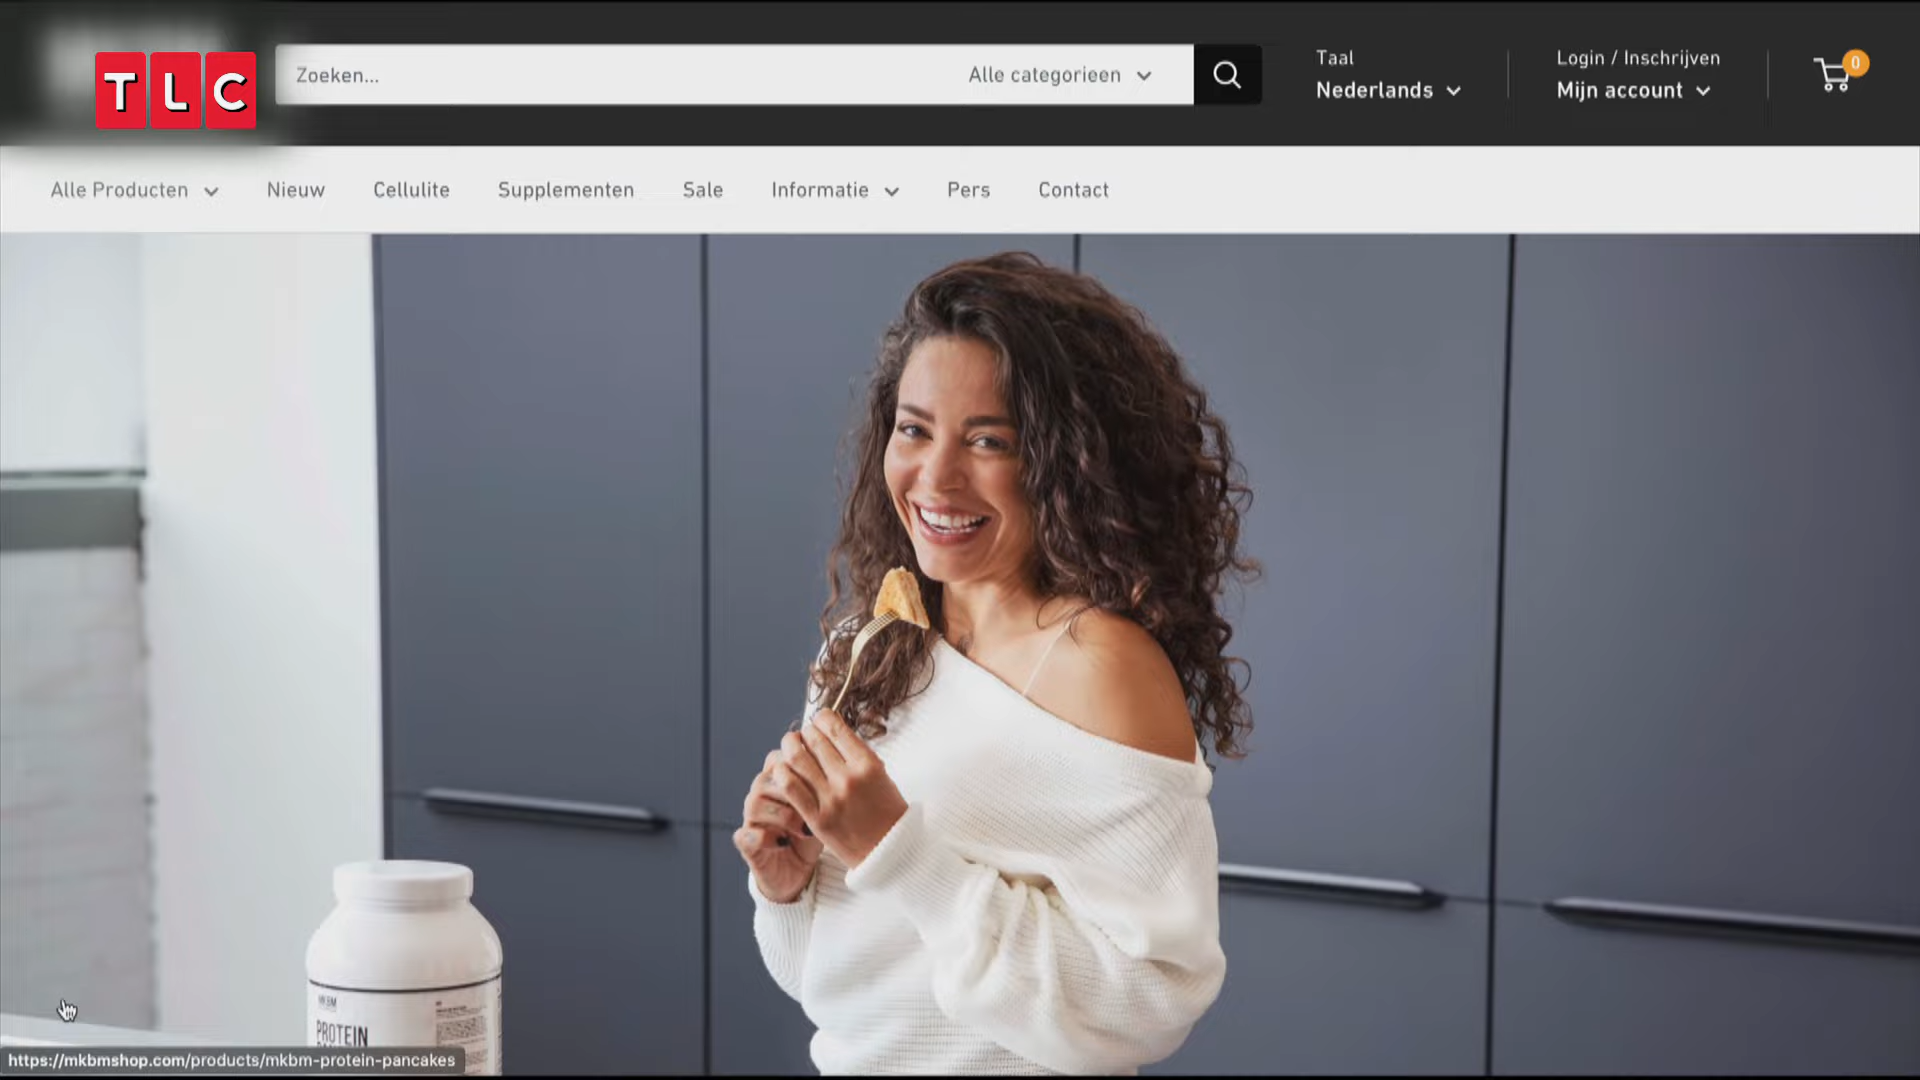 TLC
Zoeken...
Alle categorieen
Taal
Nederlands
Login / Inschrijven
Mijn account
0
Alle Producten
Nieuw
Cellulite
Supplementen
Sale
Informatie
Pers
Contact
MKBM
PROTEIN
https://mkbmshop.com/products/mkbm-protein-pancakes